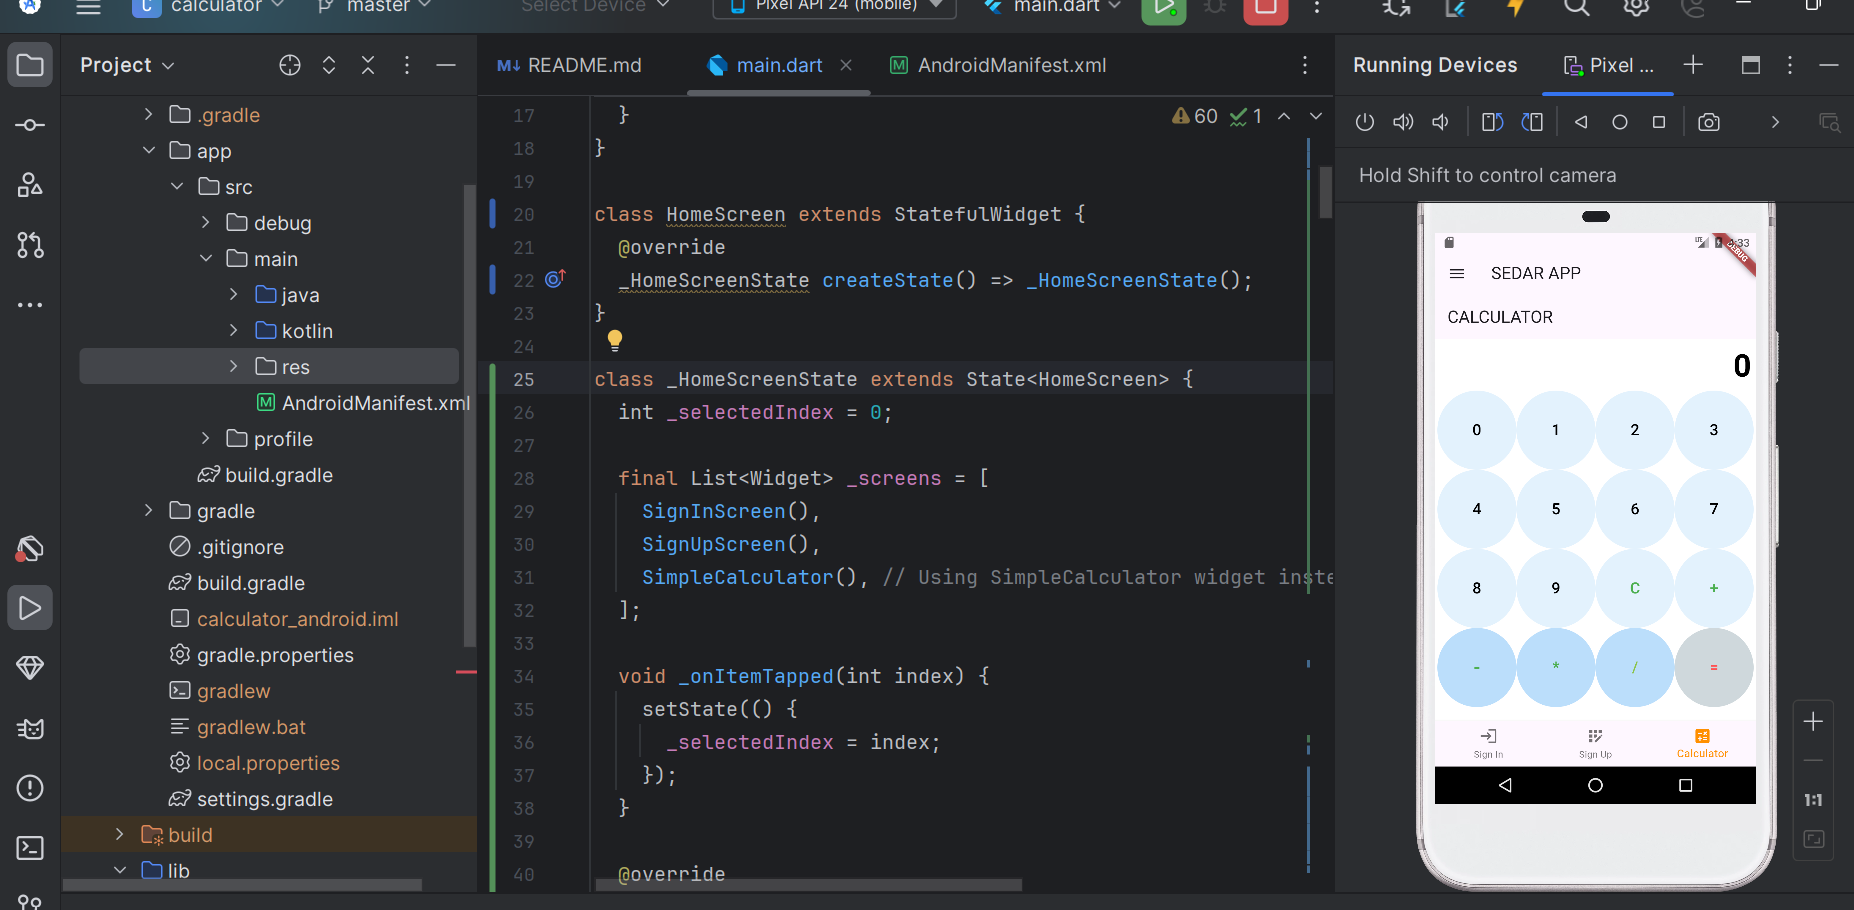 C calculator master Select Device Pixel API 24 (mobile) main.dart
Project
README.md
main.dart
AndroidManifest.xml
Running Devices
Pixel ...
.gradle
app
src
debug
main
java
kotlin
res
AndroidManifest.xml
profile
build.gradle
gradle
.gitignore
build.gradle
calculator_android.iml
gradle.properties
gradlew
gradlew.bat
local.properties
settings.gradle
build
lib
60 1
17 }
18 }
19
20 class HomeScreen extends StatefulWidget {
21 @override
22 _HomeScreenState createState() => _HomeScreenState();
23 }
24
25 class _HomeScreenState extends State<HomeScreen> {
26 int _selectedIndex = 0;
27
28 final List<Widget> _screens = [
29 SignInScreen(),
30 SignUpScreen(),
31 SimpleCalculator(), // Using SimpleCalculator widget inste
32 ];
33
34 void _onItemTapped(int index) {
35 setState(() {
36 _selectedIndex = index;
37 });
38 }
39
40 @override
Hold Shift to control camera
LTE :33
DEBUG
SEDAR APP
CALCULATOR
0
0 1 2 3
4 5 6 7
8 9 C +
- * / =
Sign In Sign Up Calculator
1:1